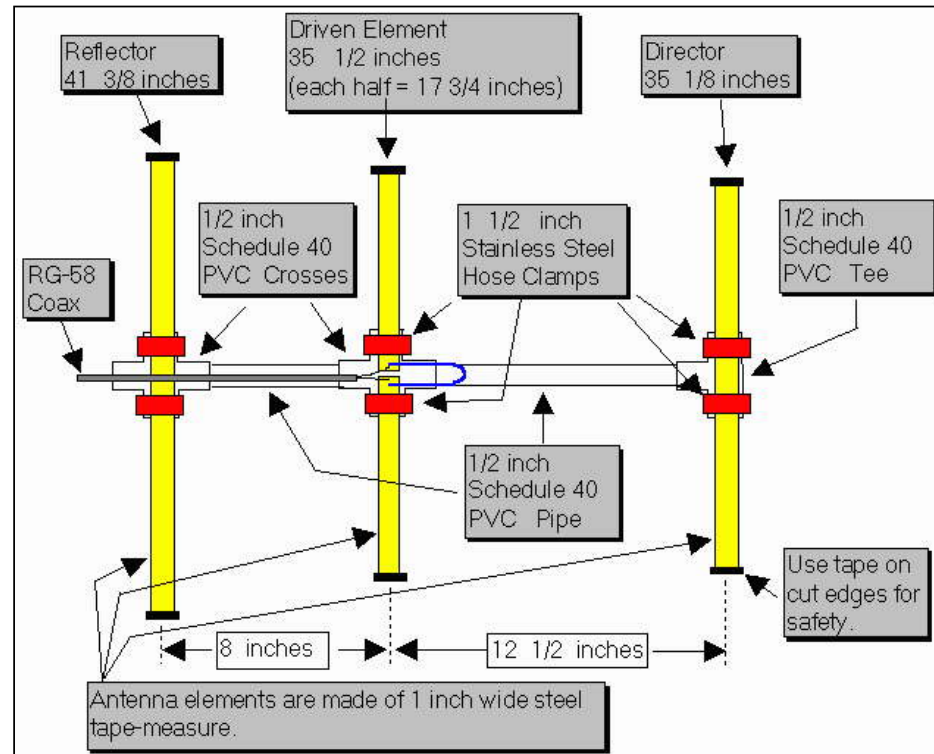 Reflector
41 3/8 inches
Driven Element
35 1/2 inches
(each half = 17 3/4 inches)
Director
35 1/8 inches
1/2 inch
Schedule 40
PVC Crosses
1 1/2 inch
Stainless Steel
Hose Clamps
1/2 inch
Schedule 40
PVC Tee
RG-58
Coax
1/2 inch
Schedule 40
PVC Pipe
Use tape on
cut edges for
safety.
8 inches
12 1/2 inches
Antenna elements are made of 1 inch wide steel
tape-measure.